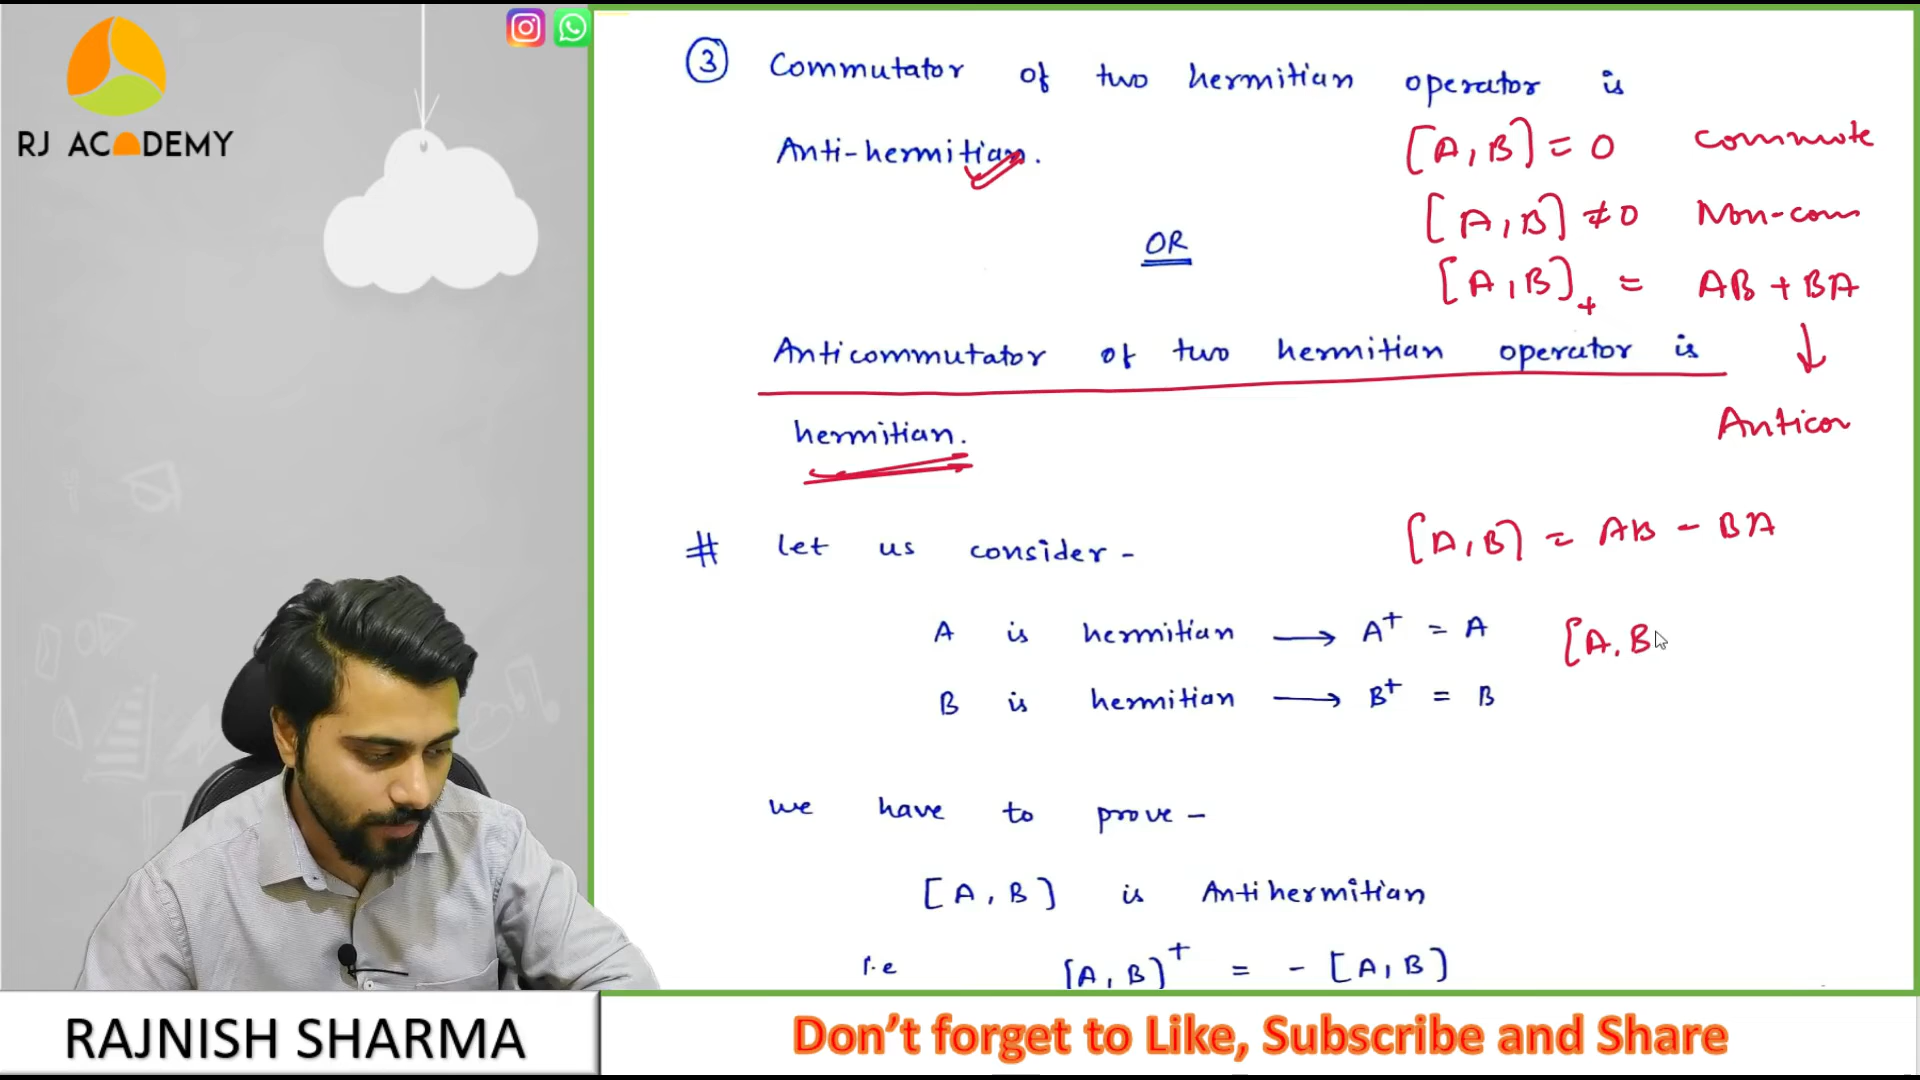 RJ ACADEMY
③ Commutator of two hermitian operator is
Anti-hermitian.
[A,B] = 0 Commute
[A,B] ≠ 0 Non-com
OR
[A,B]₊ = AB + BA
↓
Anticommutator of two hermitian operator is
Anticom
hermitian.
[A,B] = AB - BA
# let us consider -
A is hermitian → A⁺ = A
[A,B
B is hermitian → B⁺ = B
we have to prove -
[A,B] is Antihermitian
i.e [A,B]⁺ = - [A,B]
RAJNISH SHARMA
Don't forget to Like, Subscribe and Share